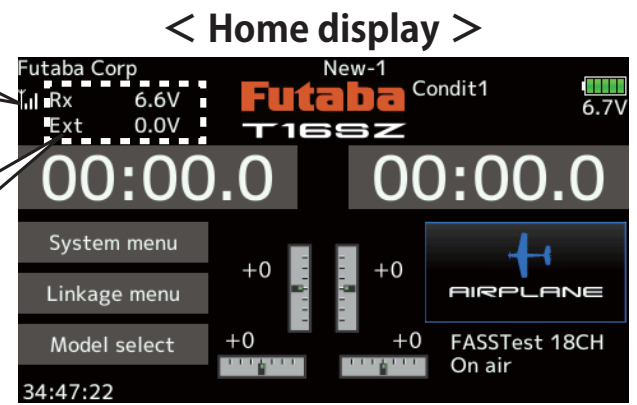 < Home display >
Futaba Corp
New-1
Condit1
Rx 6.6V
Ext 0.0V
Futaba
T16SZ
6.7V
00:00.0
00:00.0
System menu
Linkage menu
Model select
+0
+0
+0
+0
AIRPLANE
FASSTest 18CH
On air
34:47:22